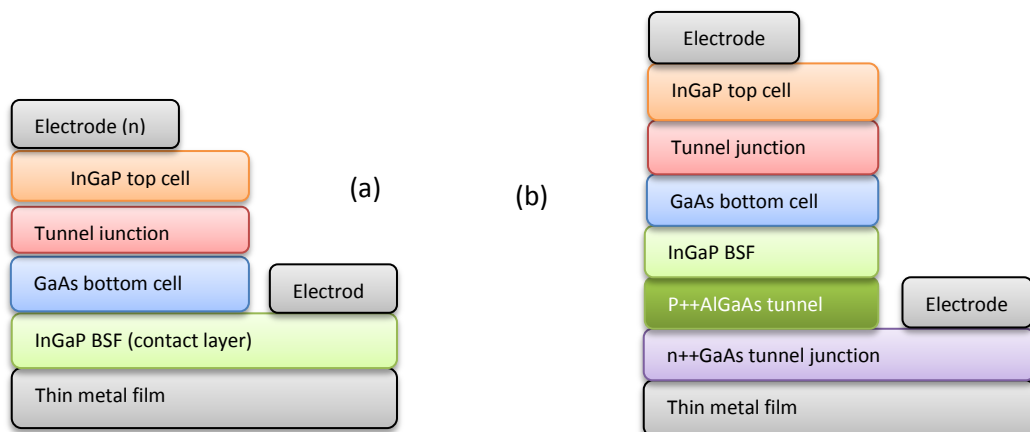 Electrode (n)
InGaP top cell
Tunnel iunction
GaAs bottom cell
Electrod
InGaP BSF (contact layer)
Thin metal film
(a)
(b)
Electrode
InGaP top cell
Tunnel junction
GaAs bottom cell
InGaP BSF
P++AlGaAs tunnel
Electrode
n++GaAs tunnel junction
Thin metal film